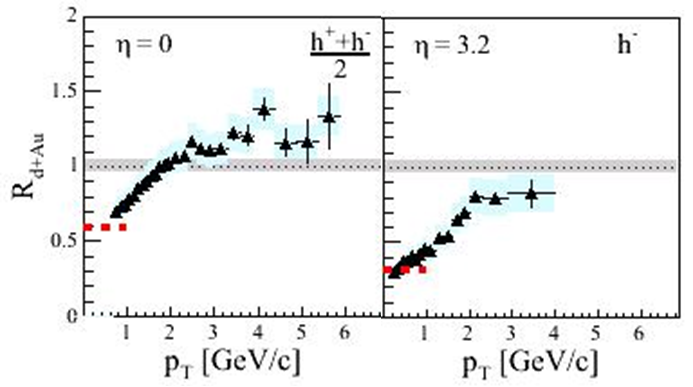 2
1.5
1
0.5
0
R_{d+Au}
η = 0
h⁺+h⁻
2
1 2 3 4 5 6
p_T [GeV/c]
η = 3.2
h⁻
1 2 3 4 5 6
p_T [GeV/c]